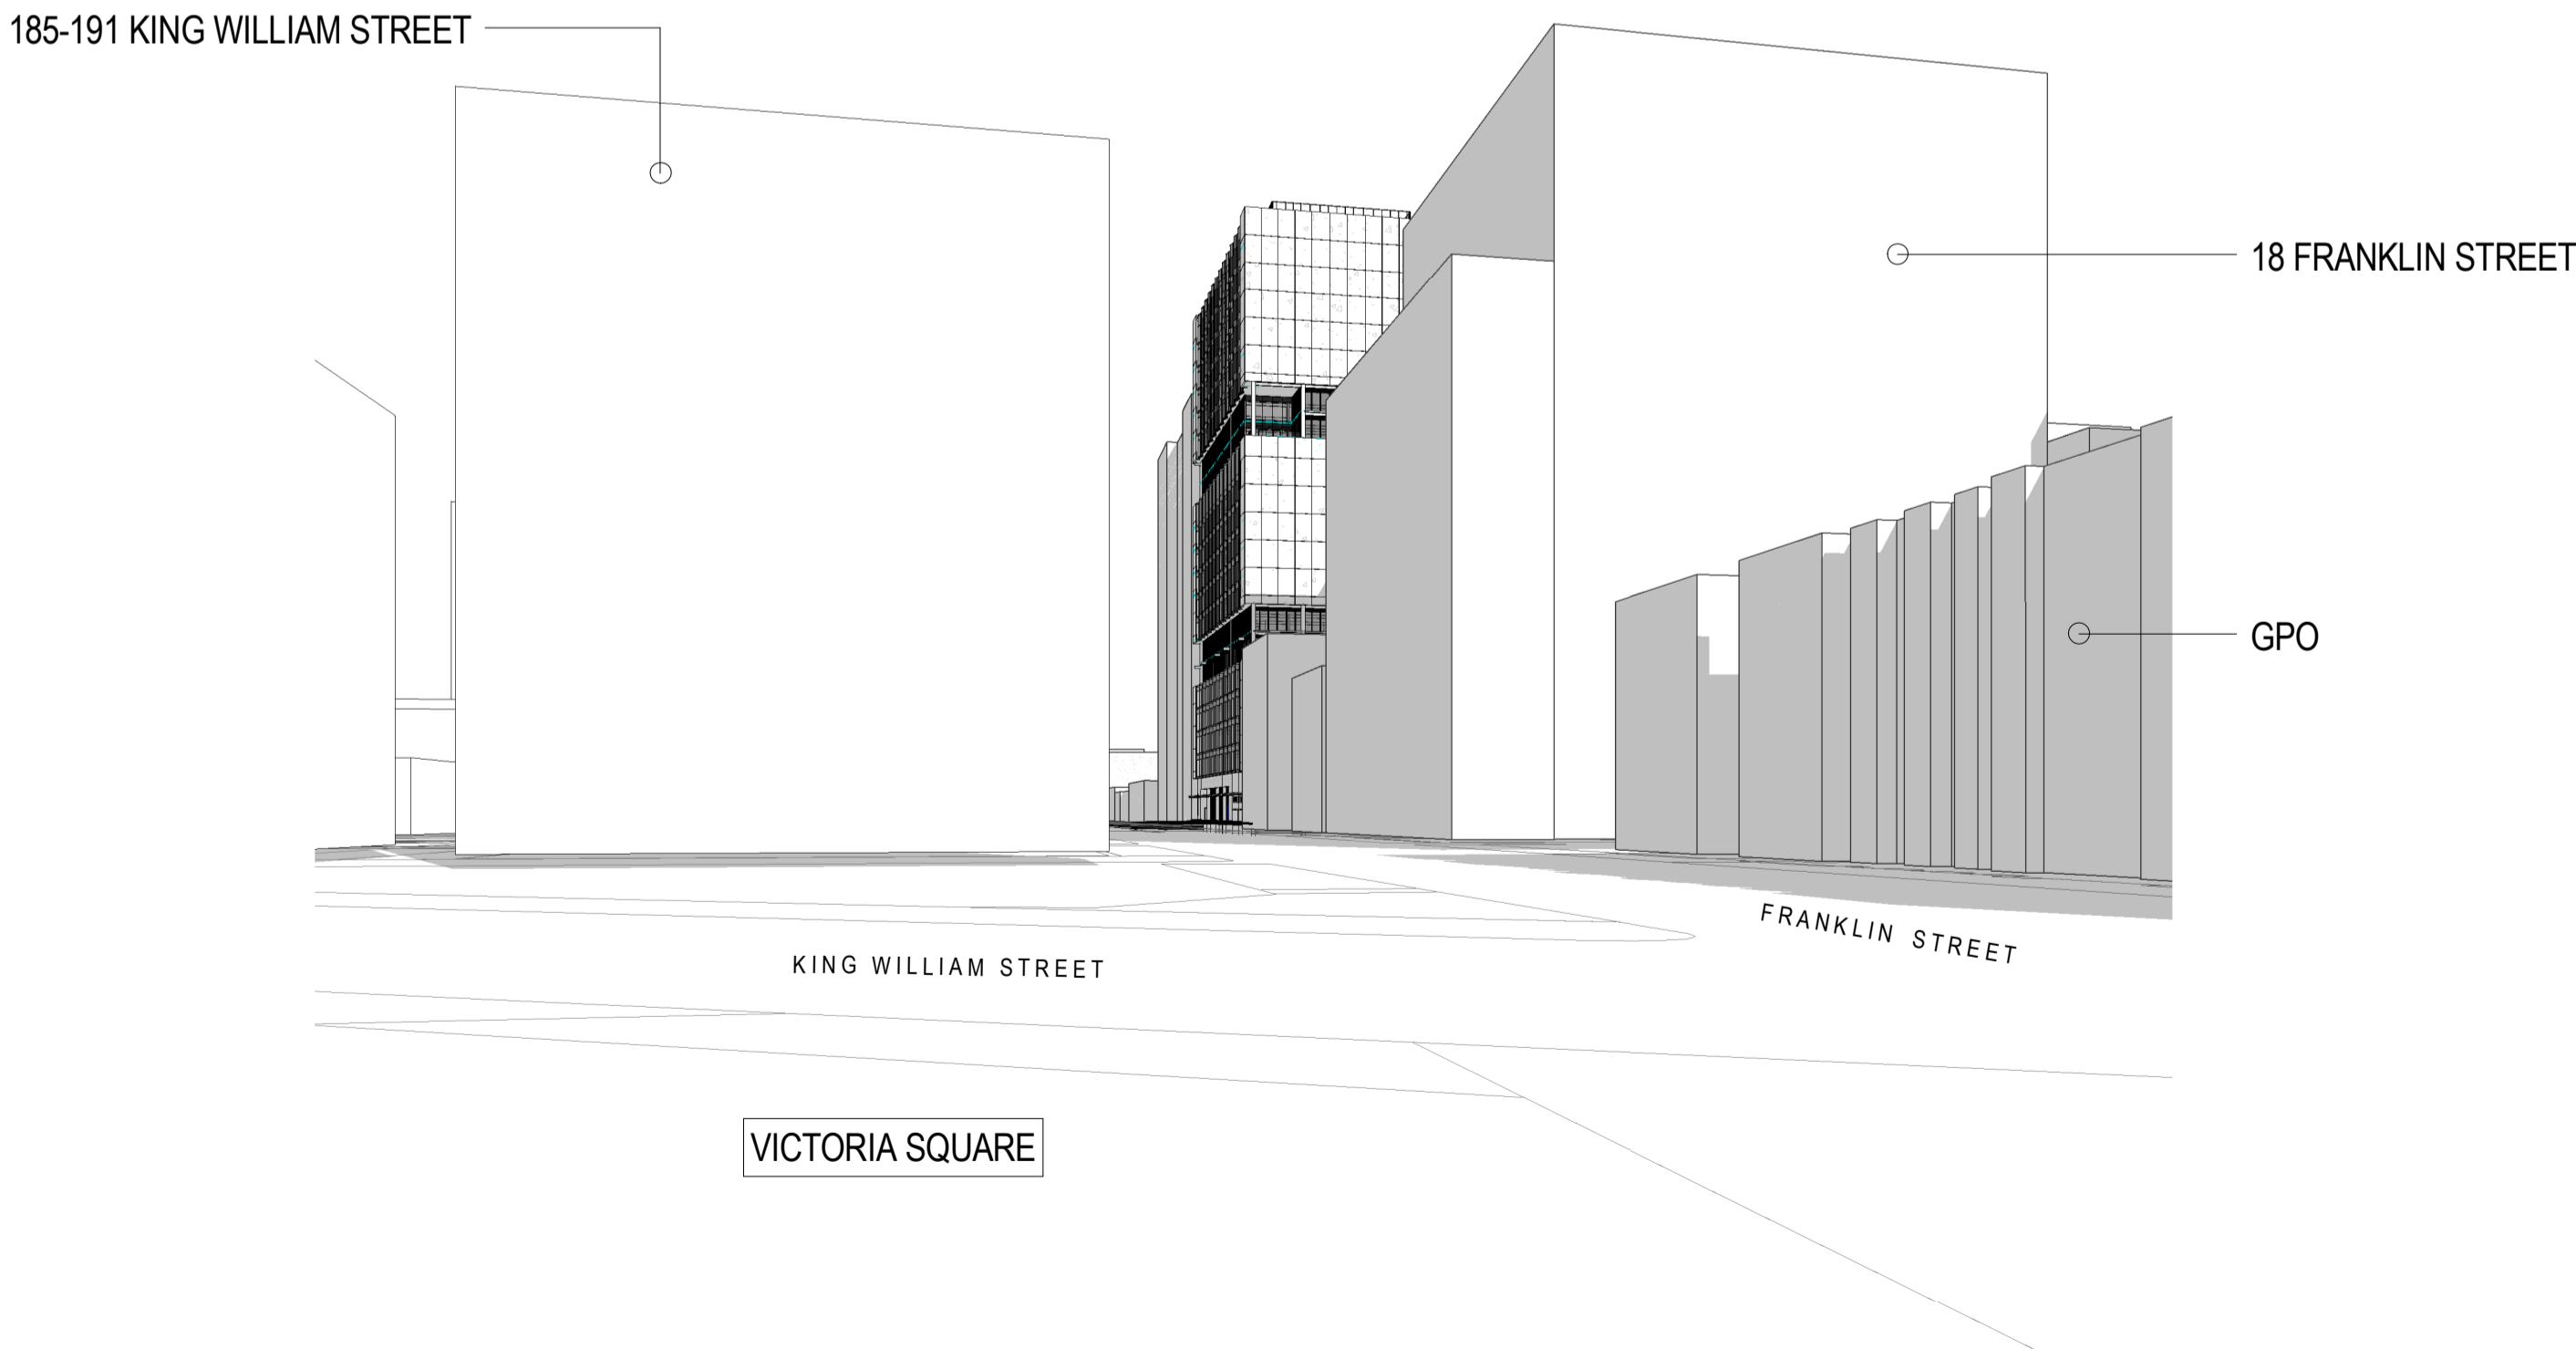 185-191 KING WILLIAM STREET
18 FRANKLIN STREET
GPO
FRANKLIN STREET
KING WILLIAM STREET
VICTORIA SQUARE